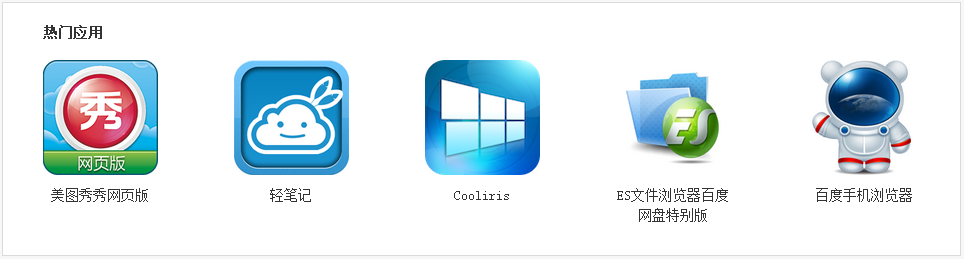 热门应用
秀
网页版
ES
美图秀秀网页版
轻笔记
Cooliris
ES文件浏览器百度
网盘特别版
百度手机浏览器